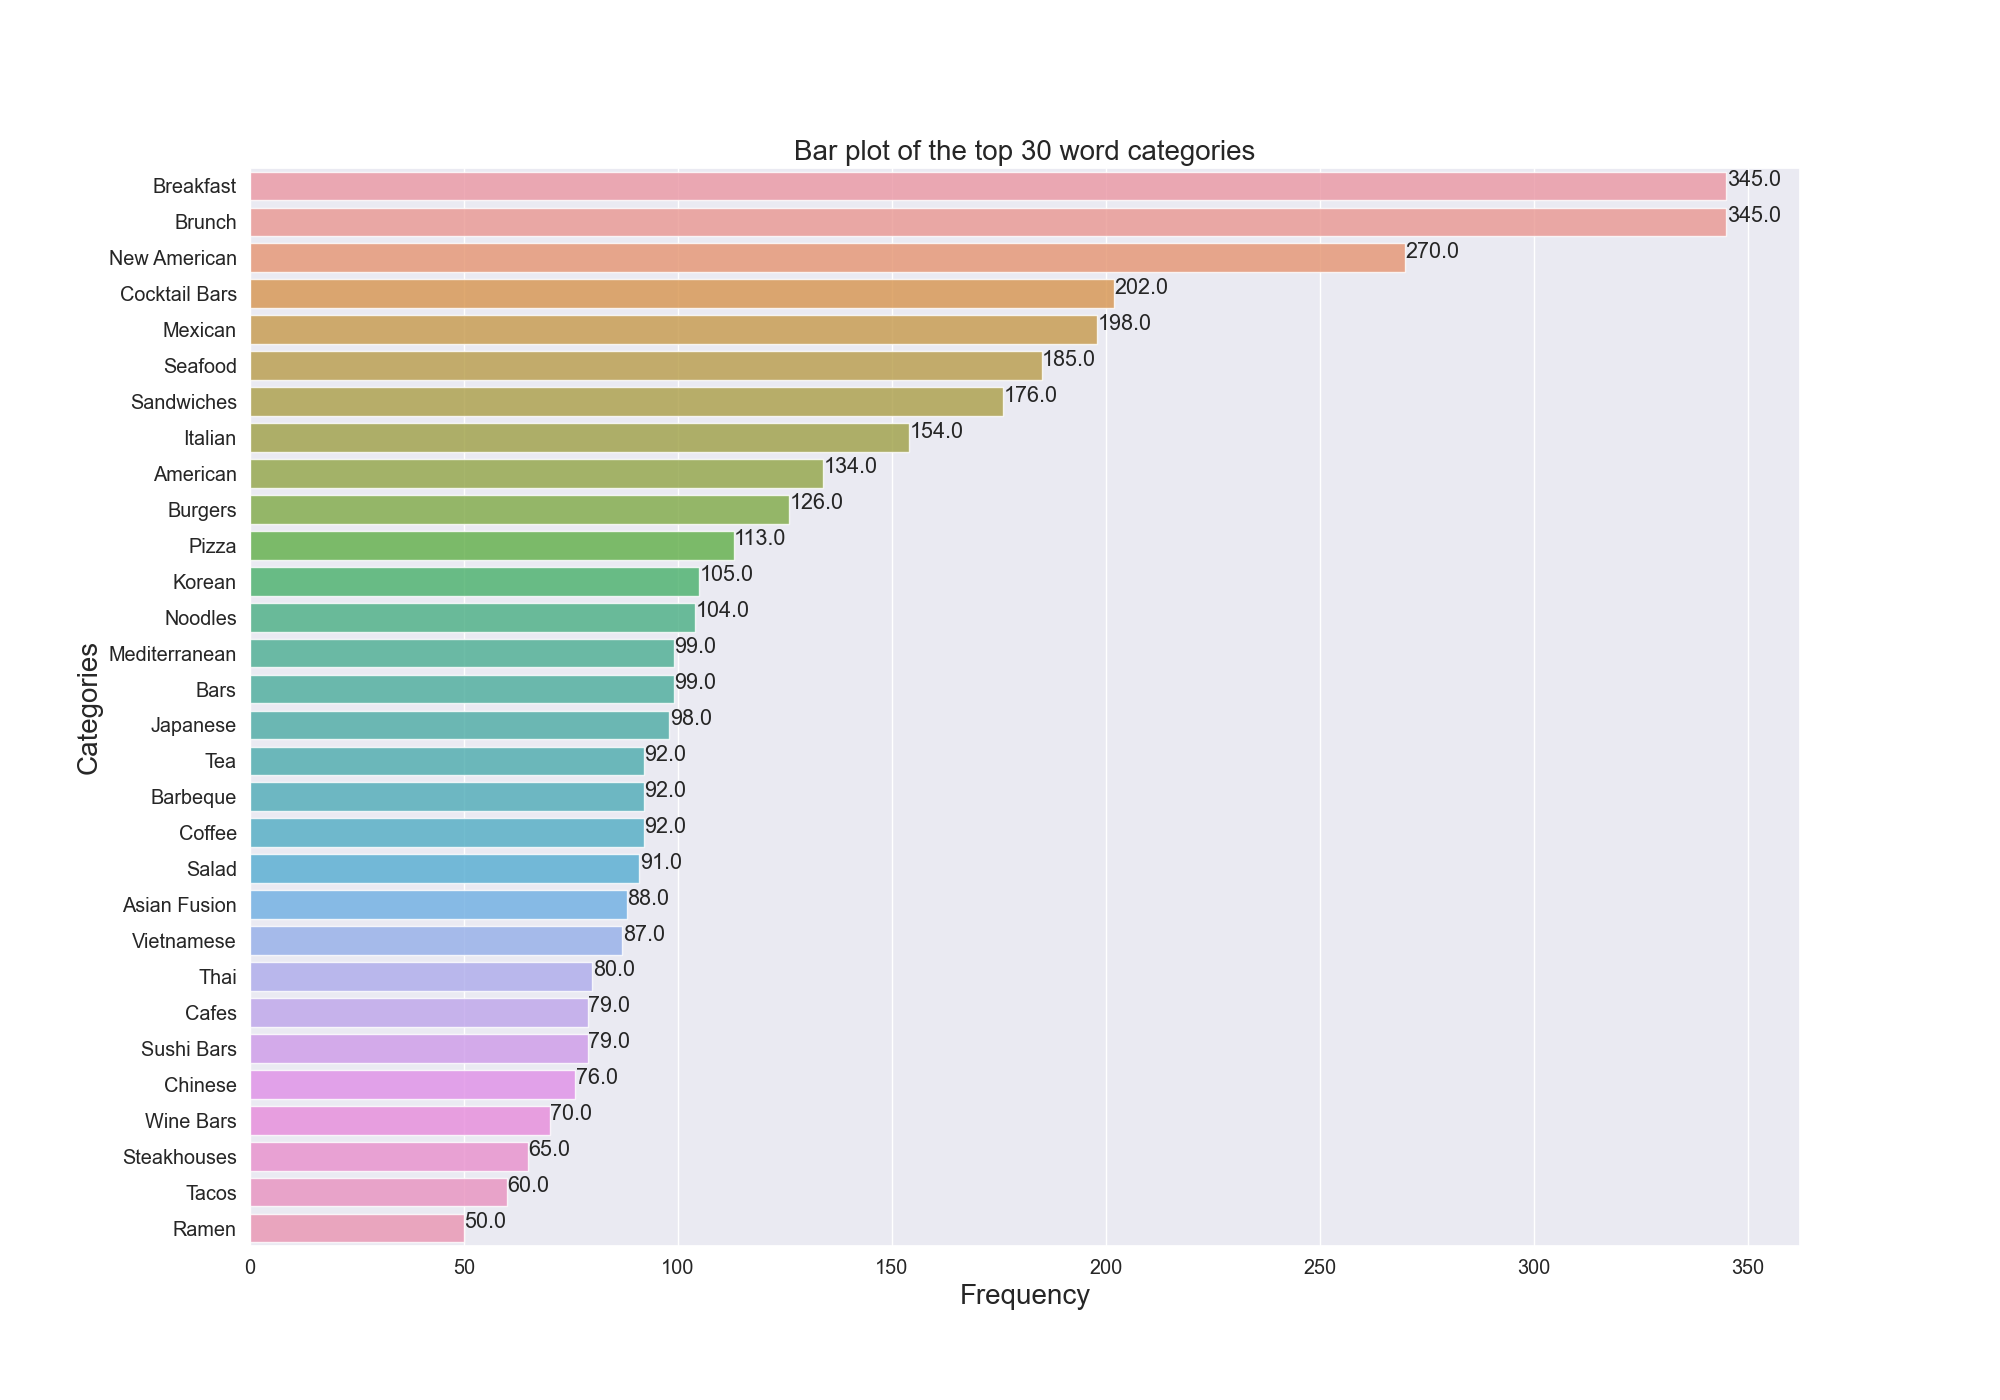 Bar plot of the top 30 word categories
Breakfast 345.0
Brunch 345.0
New American 270.0
Cocktail Bars 202.0
Mexican 198.0
Seafood 185.0
Sandwiches 176.0
Italian 154.0
American 134.0
Burgers 126.0
Pizza 113.0
Korean 105.0
Noodles 104.0
Mediterranean 99.0
Bars 99.0
Japanese 98.0
Tea 92.0
Barbeque 92.0
Coffee 92.0
Salad 91.0
Asian Fusion 88.0
Vietnamese 87.0
Thai 80.0
Cafes 79.0
Sushi Bars 79.0
Chinese 76.0
Wine Bars 70.0
Steakhouses 65.0
Tacos 60.0
Ramen 50.0
Categories
0 50 100 150 200 250 300 350
Frequency